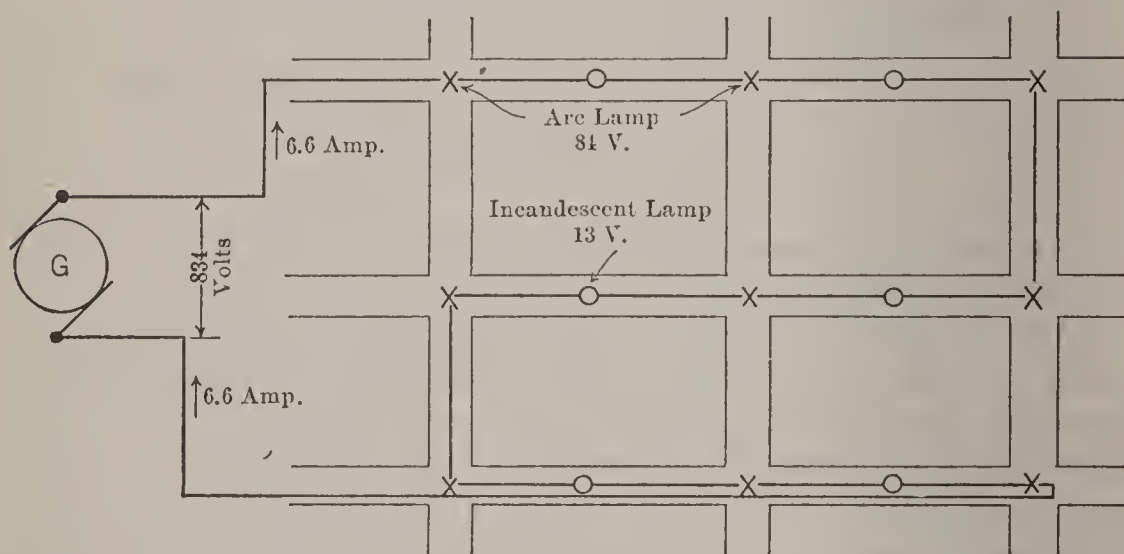 Arc Lamp
84 V.
6.6 Amp.
Incandescent Lamp
13 V.
G
834
Volts
6.6 Amp.